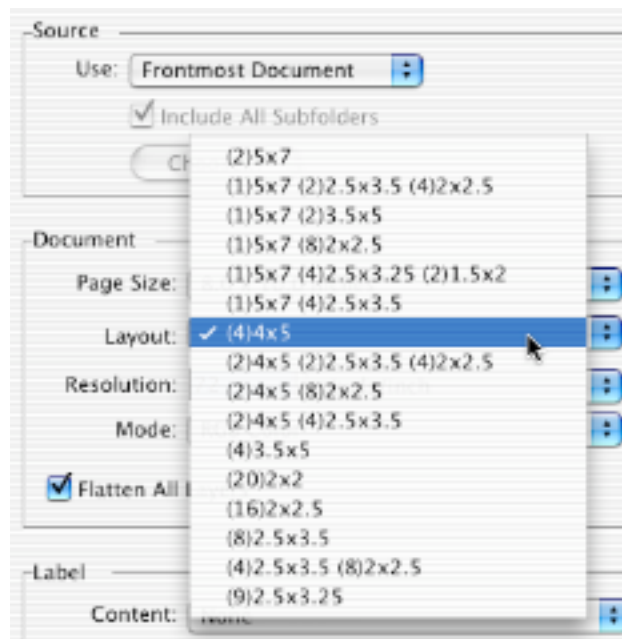 Source
Use: Frontmost Document
Include All Subfolders
(2)5x7
(1)5x7 (2)2.5x3.5 (4)2x2.5
(1)5x7 (2)3.5x5
Document
(1)5x7 (8)2x2.5
Page Size: (1)5x7 (4)2.5x3.25 (2)1.5x2
(1)5x7 (4)2.5x3.5
Layout: ✓ (4)4x5
(2)4x5 (2)2.5x3.5 (4)2x2.5
Resolution: (2)4x5 (8)2x2.5
Mode: (2)4x5 (4)2.5x3.5
(4)3.5x5
Flatten All (20)2x2
(16)2x2.5
(8)2.5x3.5
Label (4)2.5x3.5 (8)2x2.5
(9)2.5x3.25
Content: None